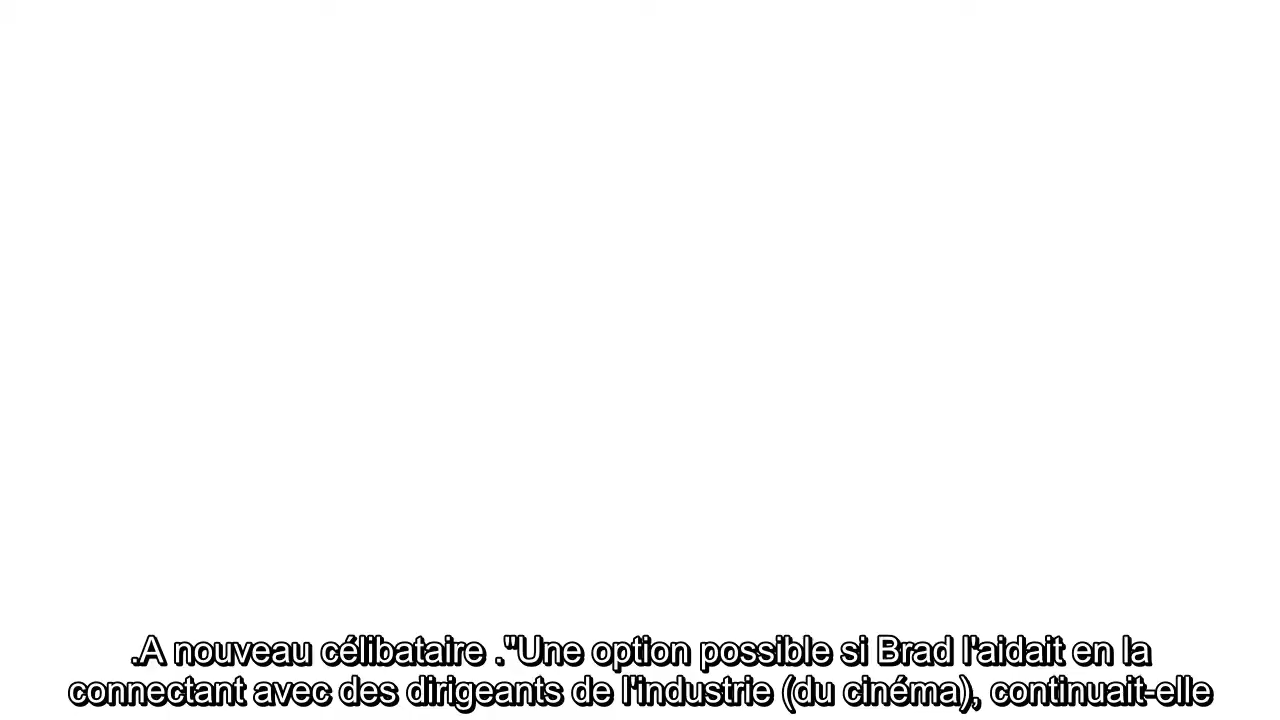 .A nouveau célibataire ."Une option possible si Brad l'aidait en la
connectant avec des dirigeants de l'industrie (du cinéma), continuait-elle